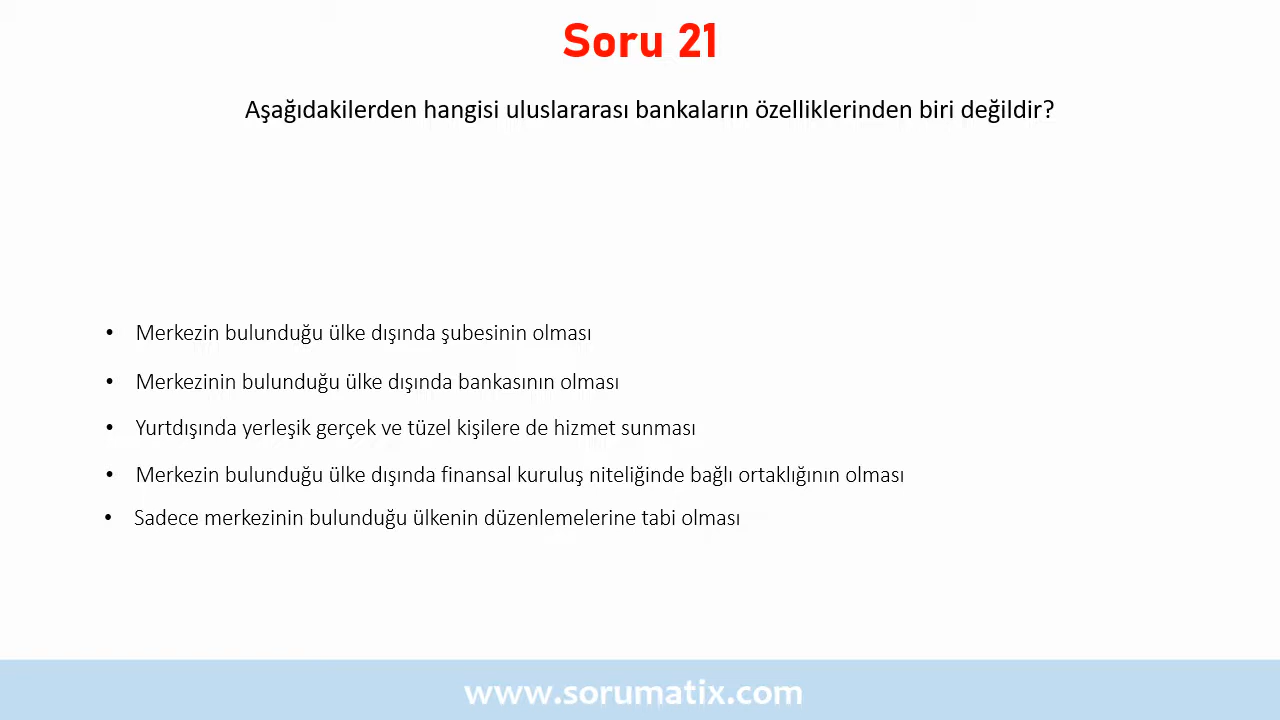 Soru 21
Aşağıdakilerden hangisi uluslararası bankaların özelliklerinden biri değildir?
• Merkezin bulunduğu ülke dışında şubesinin olması
• Merkezinin bulunduğu ülke dışında bankasının olması
• Yurtdışında yerleşik gerçek ve tüzel kişilere de hizmet sunması
• Merkezin bulunduğu ülke dışında finansal kuruluş niteliğinde bağlı ortaklığının olması
• Sadece merkezinin bulunduğu ülkenin düzenlemelerine tabi olması
www.sorumatix.com